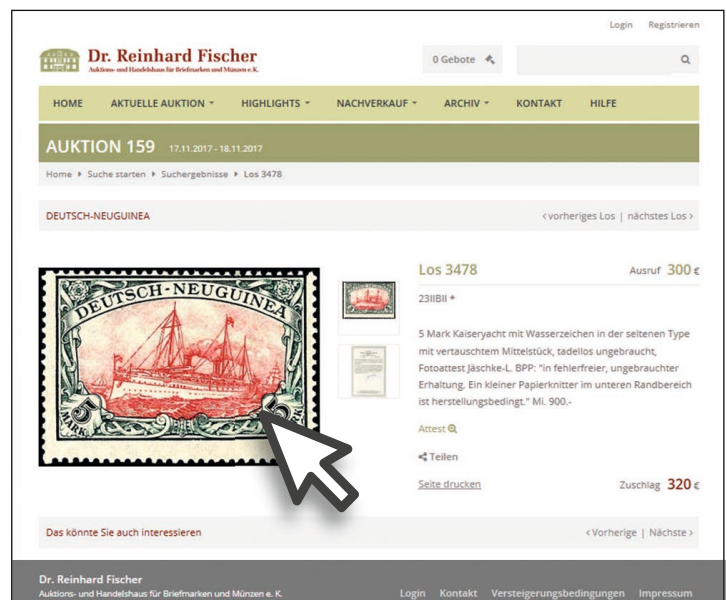 Login Registrieren
Dr. Reinhard Fischer
Auktions- und Handelshaus für Briefmarken und Münzen e.K.
0 Gebote
HOME AKTUELLE AUKTION HIGHLIGHTS NACHVERKAUF ARCHIV KONTAKT HILFE
AUKTION 159 17.11.2017 - 18.11.2017
Home Suche starten Suchergebnisse Los 3478
DEUTSCH-NEUGUINEA
‹ vorheriges Los | nächstes Los ›
DEUTSCH-NEUGUINEA
5 MARK
5
Los 3478 Ausruf 300 €
23IIBII *
5 Mark Kaiseryacht mit Wasserzeichen in der seltenen Type
mit vertauschtem Mittelstück, tadellos ungebraucht,
Fotoattest Jäschke-L. BPP: "in fehlerfreier, ungebrauchter
Erhaltung. Ein kleiner Papierknitter im unteren Randbereich
ist herstellungsbedingt." Mi. 900.-
Attest
Teilen
Seite drucken Zuschlag 320 €
Das könnte Sie auch interessieren ‹ Vorherige | Nächste ›
Dr. Reinhard Fischer
Auktions- und Handelshaus für Briefmarken und Münzen e. K.
Login Kontakt Versteigerungsbedingungen Impressum